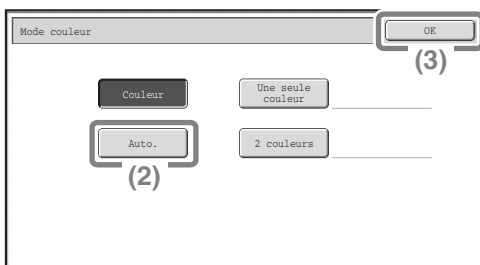 Mode couleur
OK
(3)
Couleur
Une seule
couleur
Auto.
2 couleurs
(2)